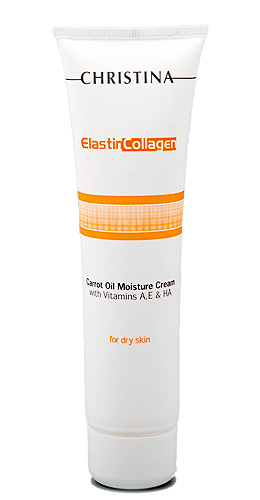 CHRISTINA
ElastinCollagen
Carrot Oil Moisture Cream
with Vitamins A,E & HA
for dry skin